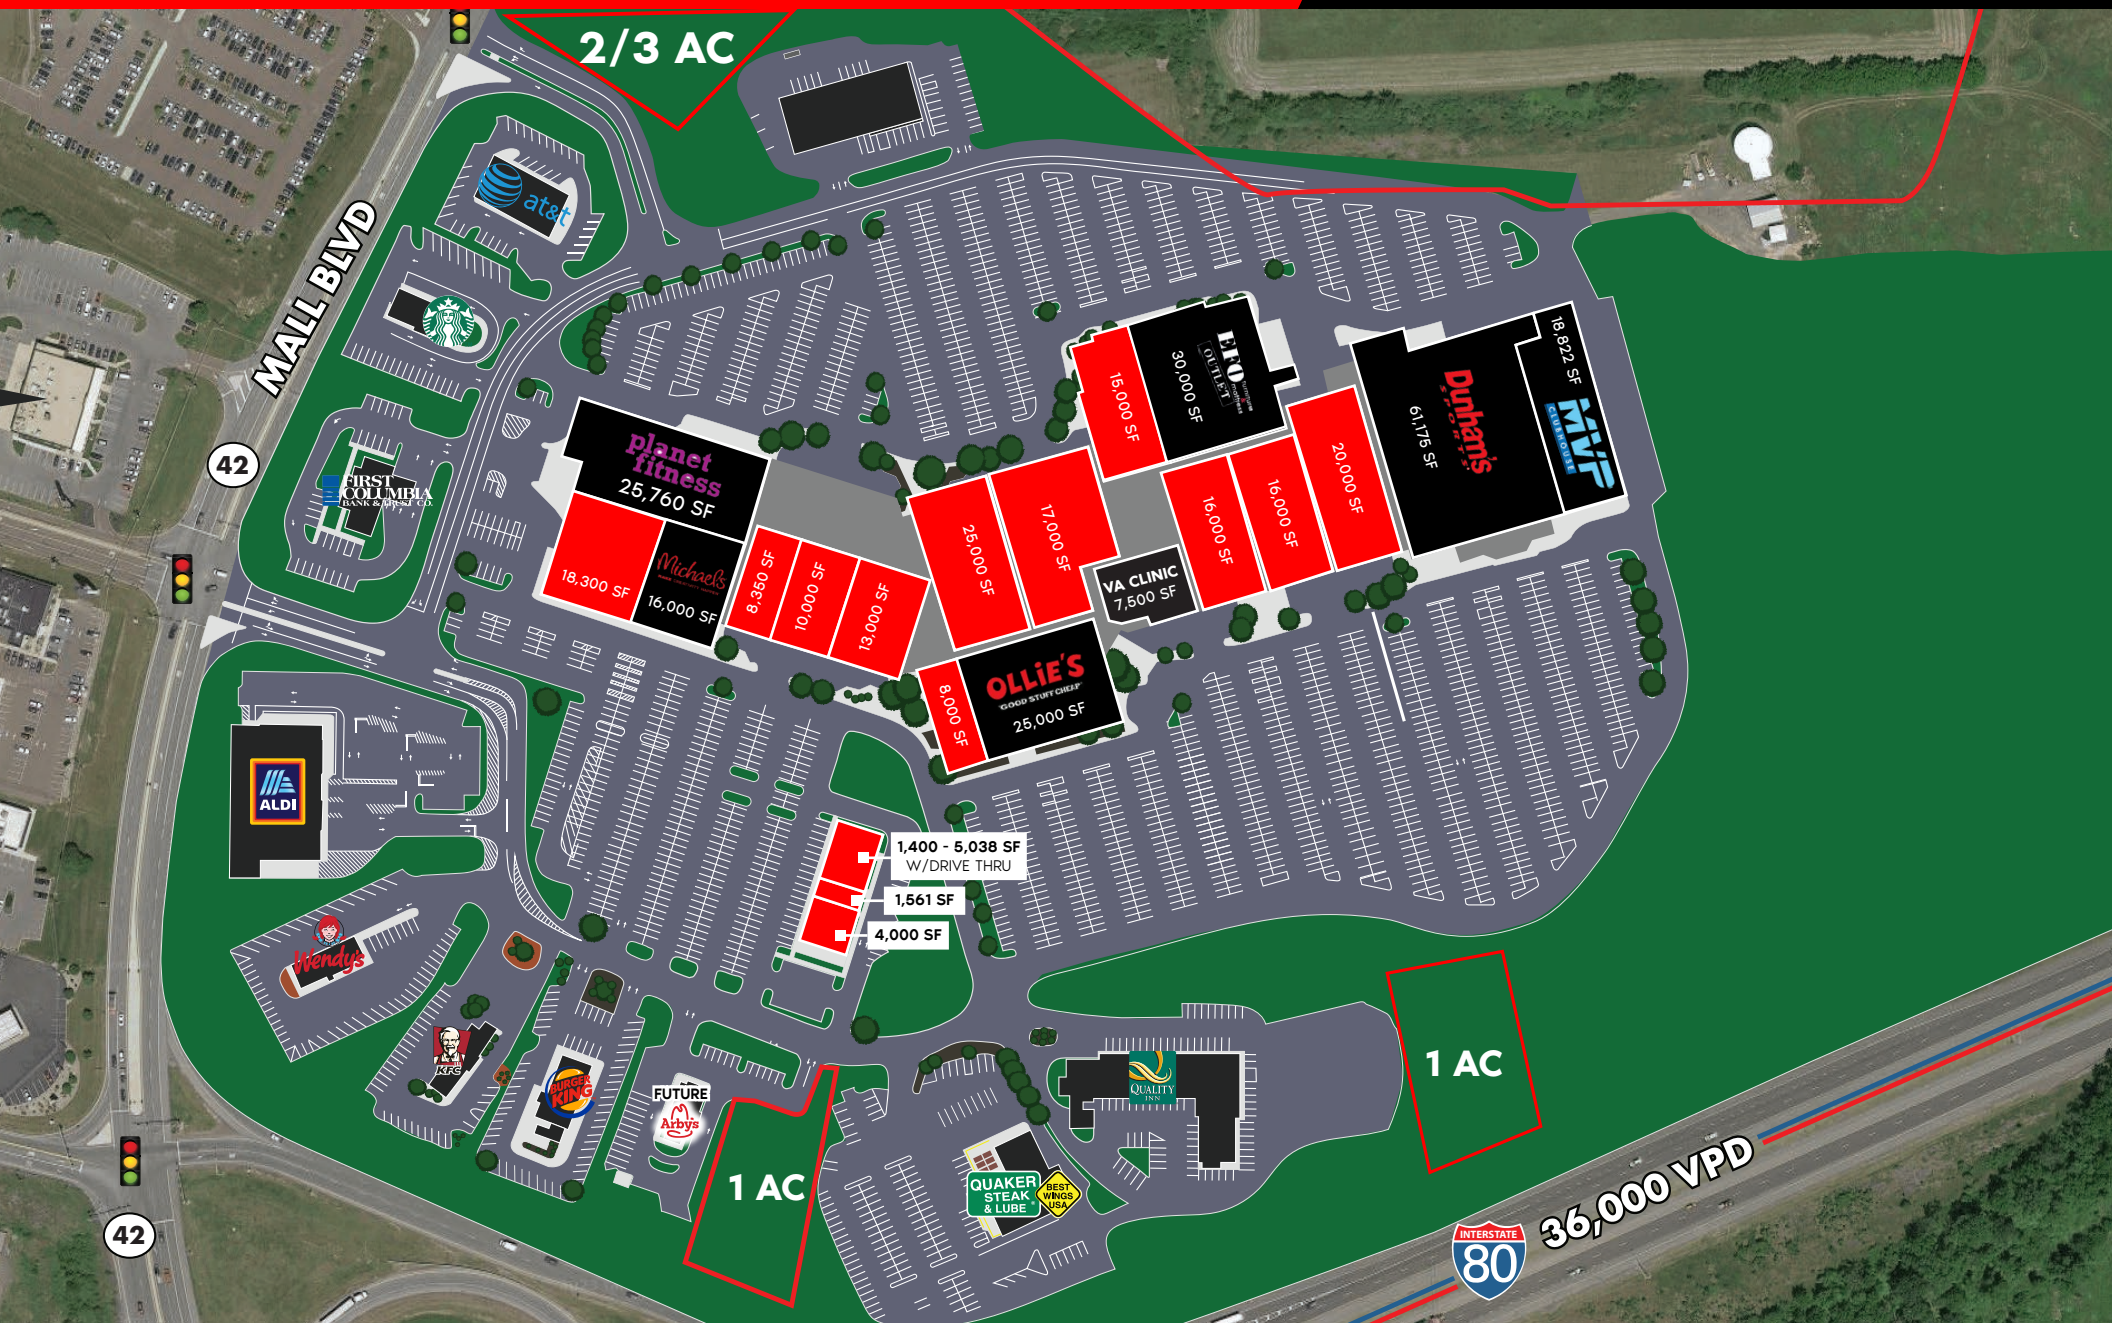 2/3 AC
at&t
MALL BLVD
42
FIRST
COLUMBIA
BANK & TRUST CO.
planet
fitness
25,760 SF
18,300 SF
Michaels
16,000 SF
8,350 SF
10,000 SF
13,000 SF
25,000 SF
17,000 SF
15,000 SF
30,000 SF
EFO
furniture
mattress
OUTLET
VA CLINIC
7,500 SF
16,000 SF
16,000 SF
20,000 SF
61,175 SF
Dunham's
SPORTS
18,822 SF
MVP
CLUBHOUSE
8,000 SF
OLLiE'S
"GOOD STUFF CHEAP"
25,000 SF
ALDI
1,400 - 5,038 SF
W/DRIVE THRU
1,561 SF
4,000 SF
Wendy's
KFC
BURGER
KING
FUTURE
Arby's
1 AC
QUAKER
STEAK
& LUBE
BEST
WINGS
USA
QUALITY
INN
1 AC
42
INTERSTATE
80
36,000 VPD